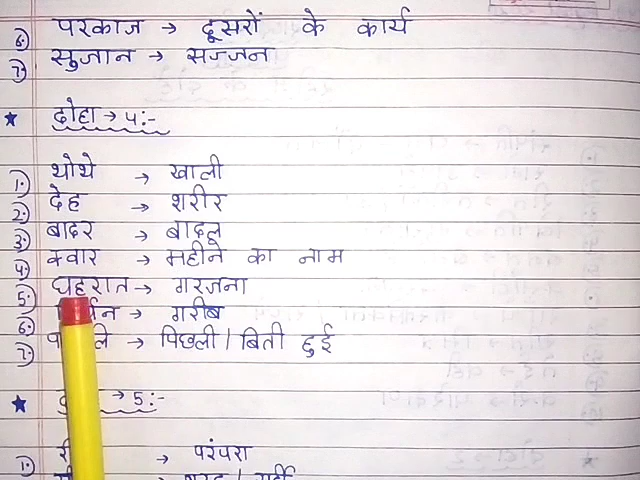 6. परकाज → दूसरों के कार्य
7. सुजान → सज्जन
★ दोहा → 4:-
1. थोथे → खाली
2. देह → शरीर
3. बादर → बादल
4. क्वार → महीने का नाम
5. घहरात → गरजना
6. → गरीब
7. → पिछली / बिती हुई
★ → 5:-
1. → परंपरा